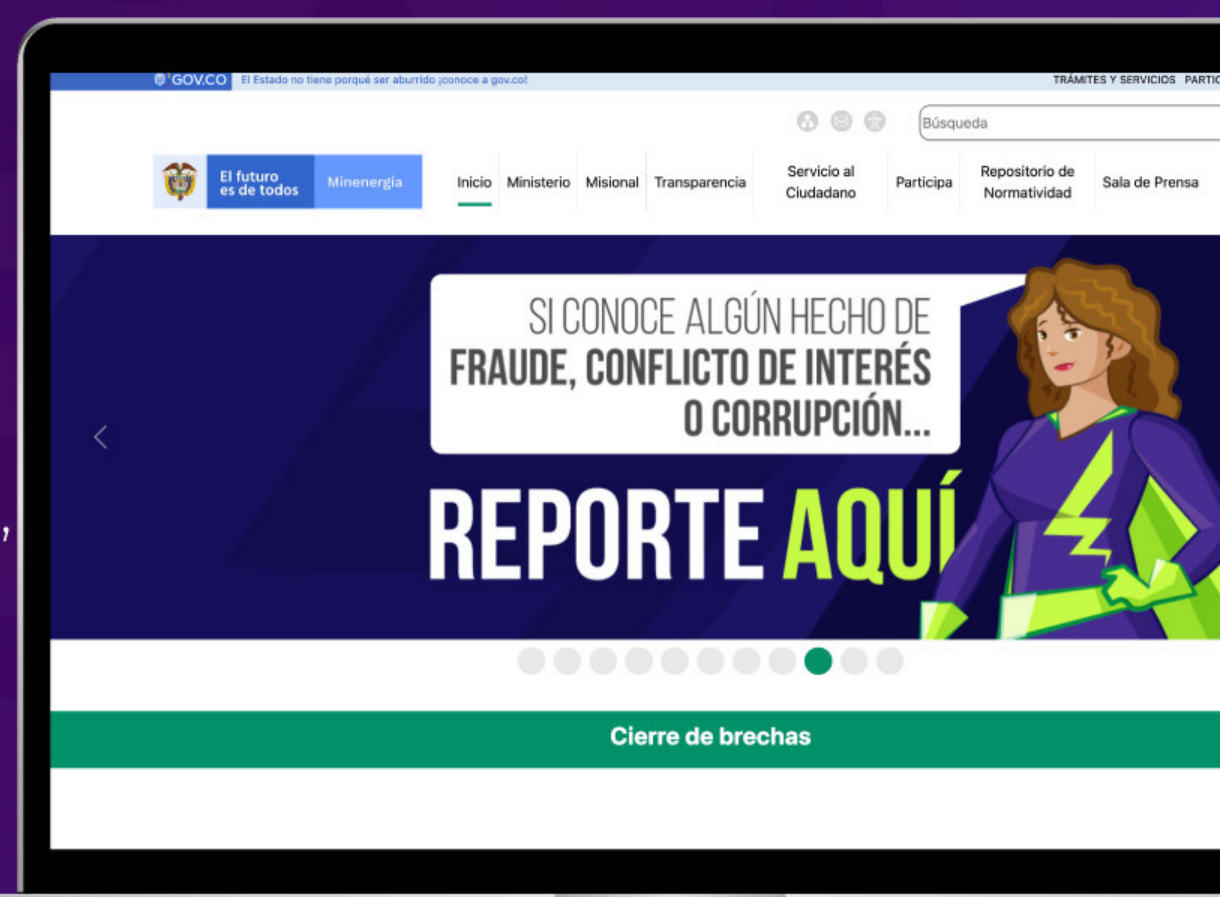 GOV.CO El Estado no tiene porqué ser aburrido ¡conoce a gov.co! TRÁMITES Y SERVICIOS
Búsqueda
El futuro
es de todos
Minenergía
Inicio Ministerio Misional Transparencia
Servicio al
Ciudadano
Participa
Repositorio de
Normatividad
Sala de Prensa
SI CONOCE ALGÚN HECHO DE
FRAUDE, CONFLICTO DE INTERÉS
O CORRUPCIÓN...
REPORTE AQUÍ
,
Cierre de brechas